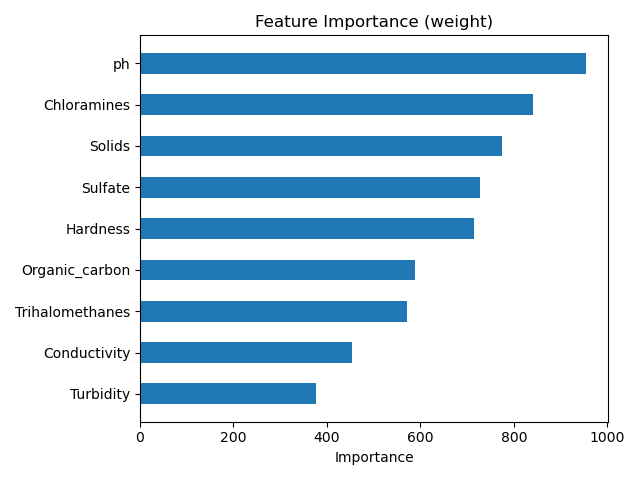 Feature Importance (weight)
ph
Chloramines
Solids
Sulfate
Hardness
Organic_carbon
Trihalomethanes
Conductivity
Turbidity
0 200 400 600 800 1000
Importance